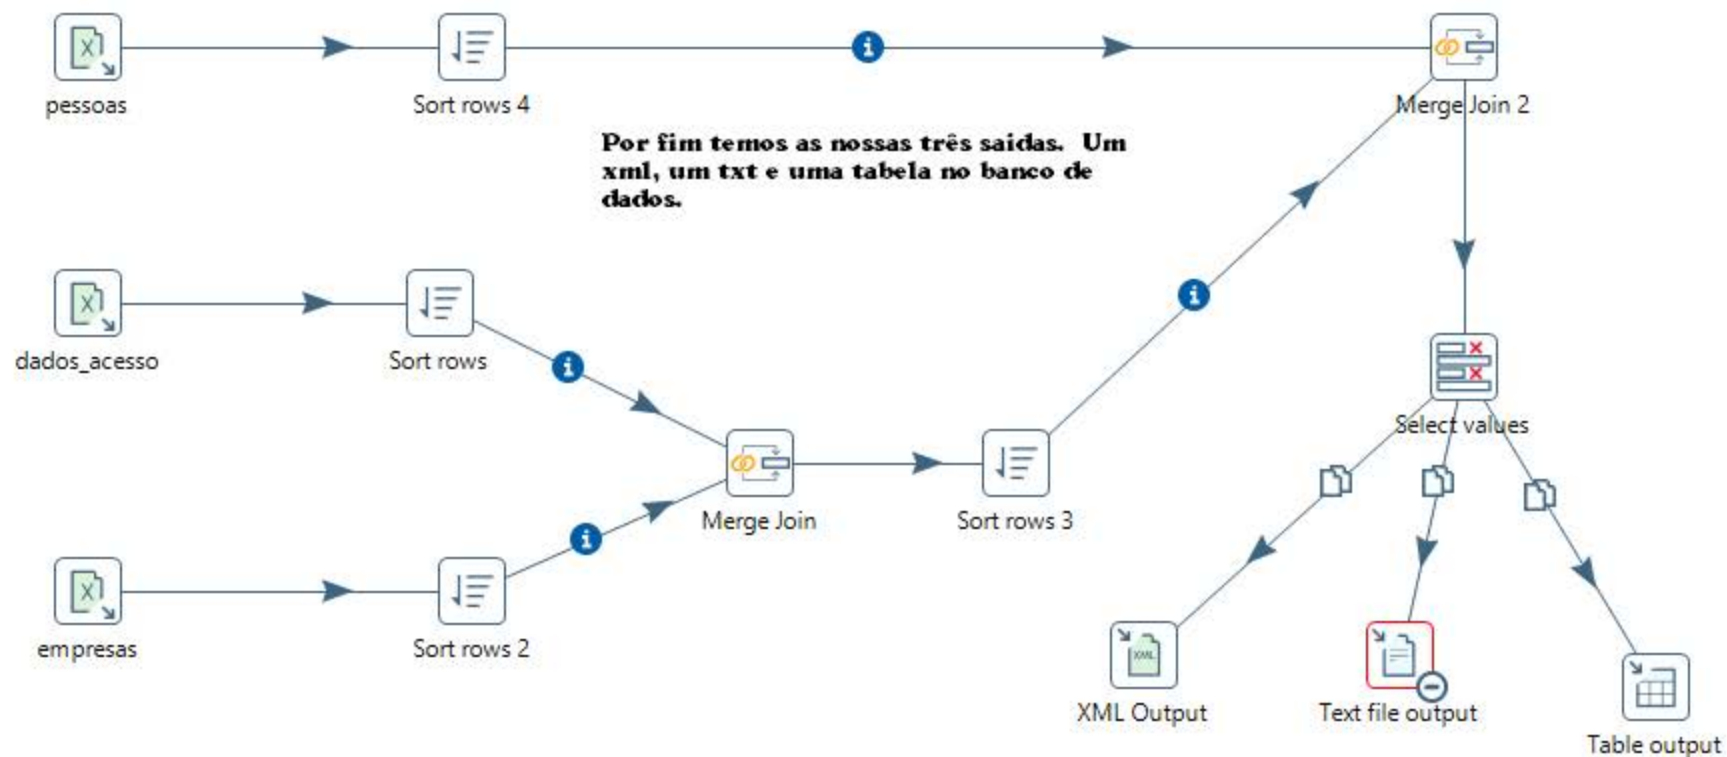 pessoas
Sort rows 4
Merge Join 2
Por fim temos as nossas três saidas. Um
xml, um txt e uma tabela no banco de
dados.
dados_acesso
Sort rows
Select values
Merge Join
Sort rows 3
empresas
Sort rows 2
XML
XML Output
Text file output
Table output